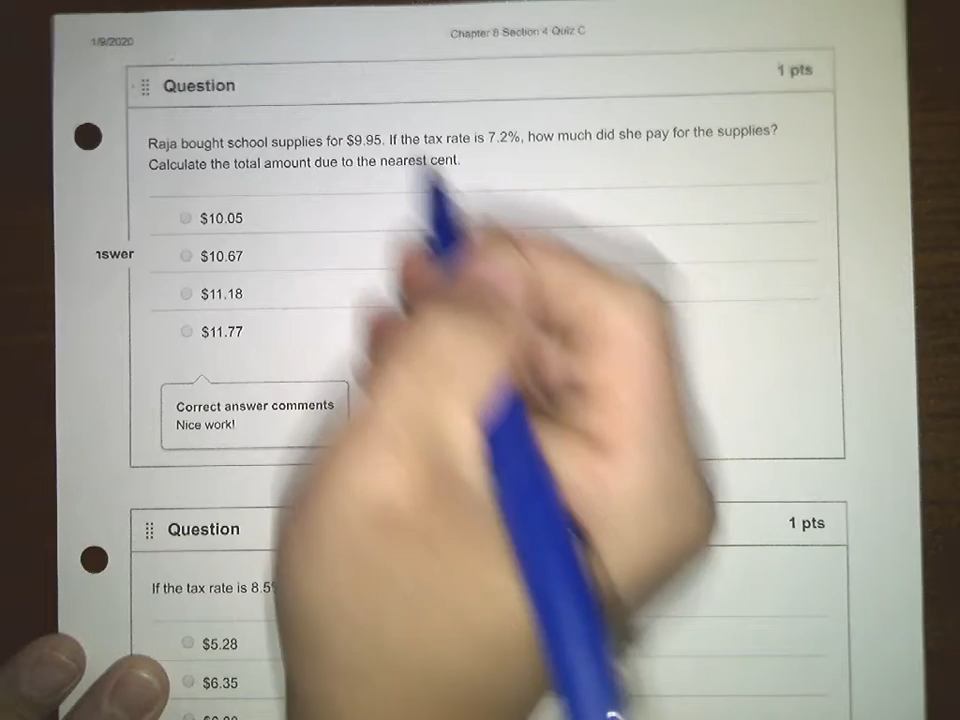 1/9/2020
Chapter 8 Section 4 Quiz C
Question
1 pts
Raja bought school supplies for $9.95. If the tax rate is 7.2%, how much did she pay for the supplies?
Calculate the total amount due to the nearest cent.
$10.05
nswer
$10.67
$11.18
$11.77
Correct answer comments
Nice work!
Question
1 pts
If the tax rate is 8.5%
$5.28
$6.35